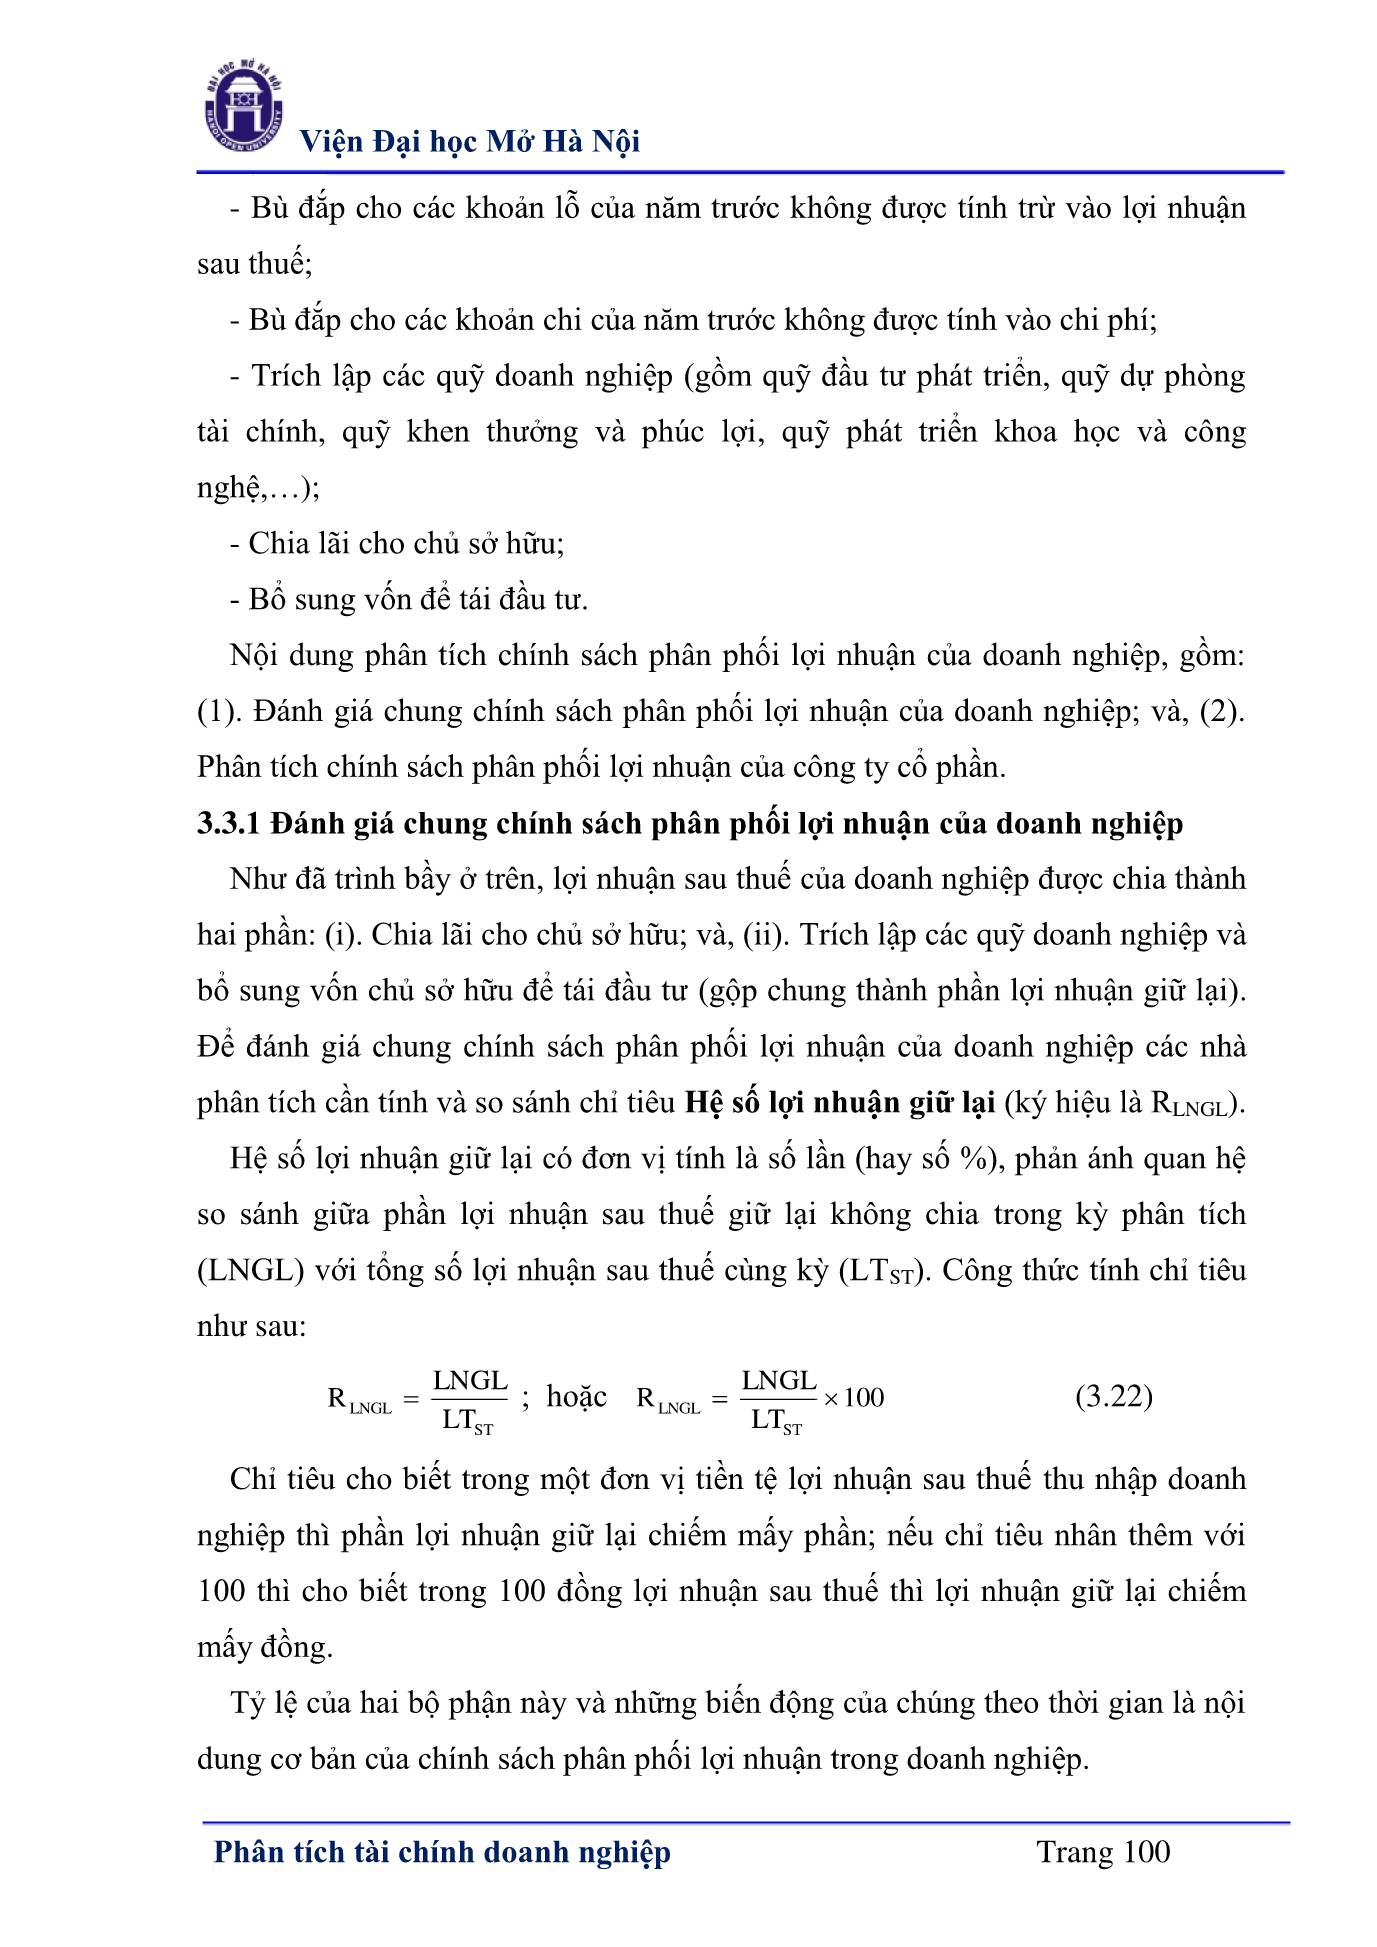 ĐẠI HỌC MỞ HÀ NỘI
HANOI OPEN UNIVERSITY
Viện Đại học Mở Hà Nội
- Bù đắp cho các khoản lỗ của năm trước không được tính trừ vào lợi nhuận
sau thuế;
- Bù đắp cho các khoản chi của năm trước không được tính vào chi phí;
- Trích lập các quỹ doanh nghiệp (gồm quỹ đầu tư phát triển, quỹ dự phòng
tài chính, quỹ khen thưởng và phúc lợi, quỹ phát triển khoa học và công
nghệ,…);
- Chia lãi cho chủ sở hữu;
- Bổ sung vốn để tái đầu tư.
Nội dung phân tích chính sách phân phối lợi nhuận của doanh nghiệp, gồm:
(1). Đánh giá chung chính sách phân phối lợi nhuận của doanh nghiệp; và, (2).
Phân tích chính sách phân phối lợi nhuận của công ty cổ phần.
3.3.1 Đánh giá chung chính sách phân phối lợi nhuận của doanh nghiệp
Như đã trình bầy ở trên, lợi nhuận sau thuế của doanh nghiệp được chia thành
hai phần: (i). Chia lãi cho chủ sở hữu; và, (ii). Trích lập các quỹ doanh nghiệp và
bổ sung vốn chủ sở hữu để tái đầu tư (gộp chung thành phần lợi nhuận giữ lại).
Để đánh giá chung chính sách phân phối lợi nhuận của doanh nghiệp các nhà
phân tích cần tính và so sánh chỉ tiêu Hệ số lợi nhuận giữ lại (ký hiệu là R_LNGL).
Hệ số lợi nhuận giữ lại có đơn vị tính là số lần (hay số %), phản ánh quan hệ
so sánh giữa phần lợi nhuận sau thuế giữ lại không chia trong kỳ phân tích
(LNGL) với tổng số lợi nhuận sau thuế cùng kỳ (LT_ST). Công thức tính chỉ tiêu
như sau:
R_LNGL = LNGL / LT_ST ; hoặc R_LNGL = LNGL / LT_ST × 100 (3.22)
Chỉ tiêu cho biết trong một đơn vị tiền tệ lợi nhuận sau thuế thu nhập doanh
nghiệp thì phần lợi nhuận giữ lại chiếm mấy phần; nếu chỉ tiêu nhân thêm với
100 thì cho biết trong 100 đồng lợi nhuận sau thuế thì lợi nhuận giữ lại chiếm
mấy đồng.
Tỷ lệ của hai bộ phận này và những biến động của chúng theo thời gian là nội
dung cơ bản của chính sách phân phối lợi nhuận trong doanh nghiệp.
Phân tích tài chính doanh nghiệp Trang 100